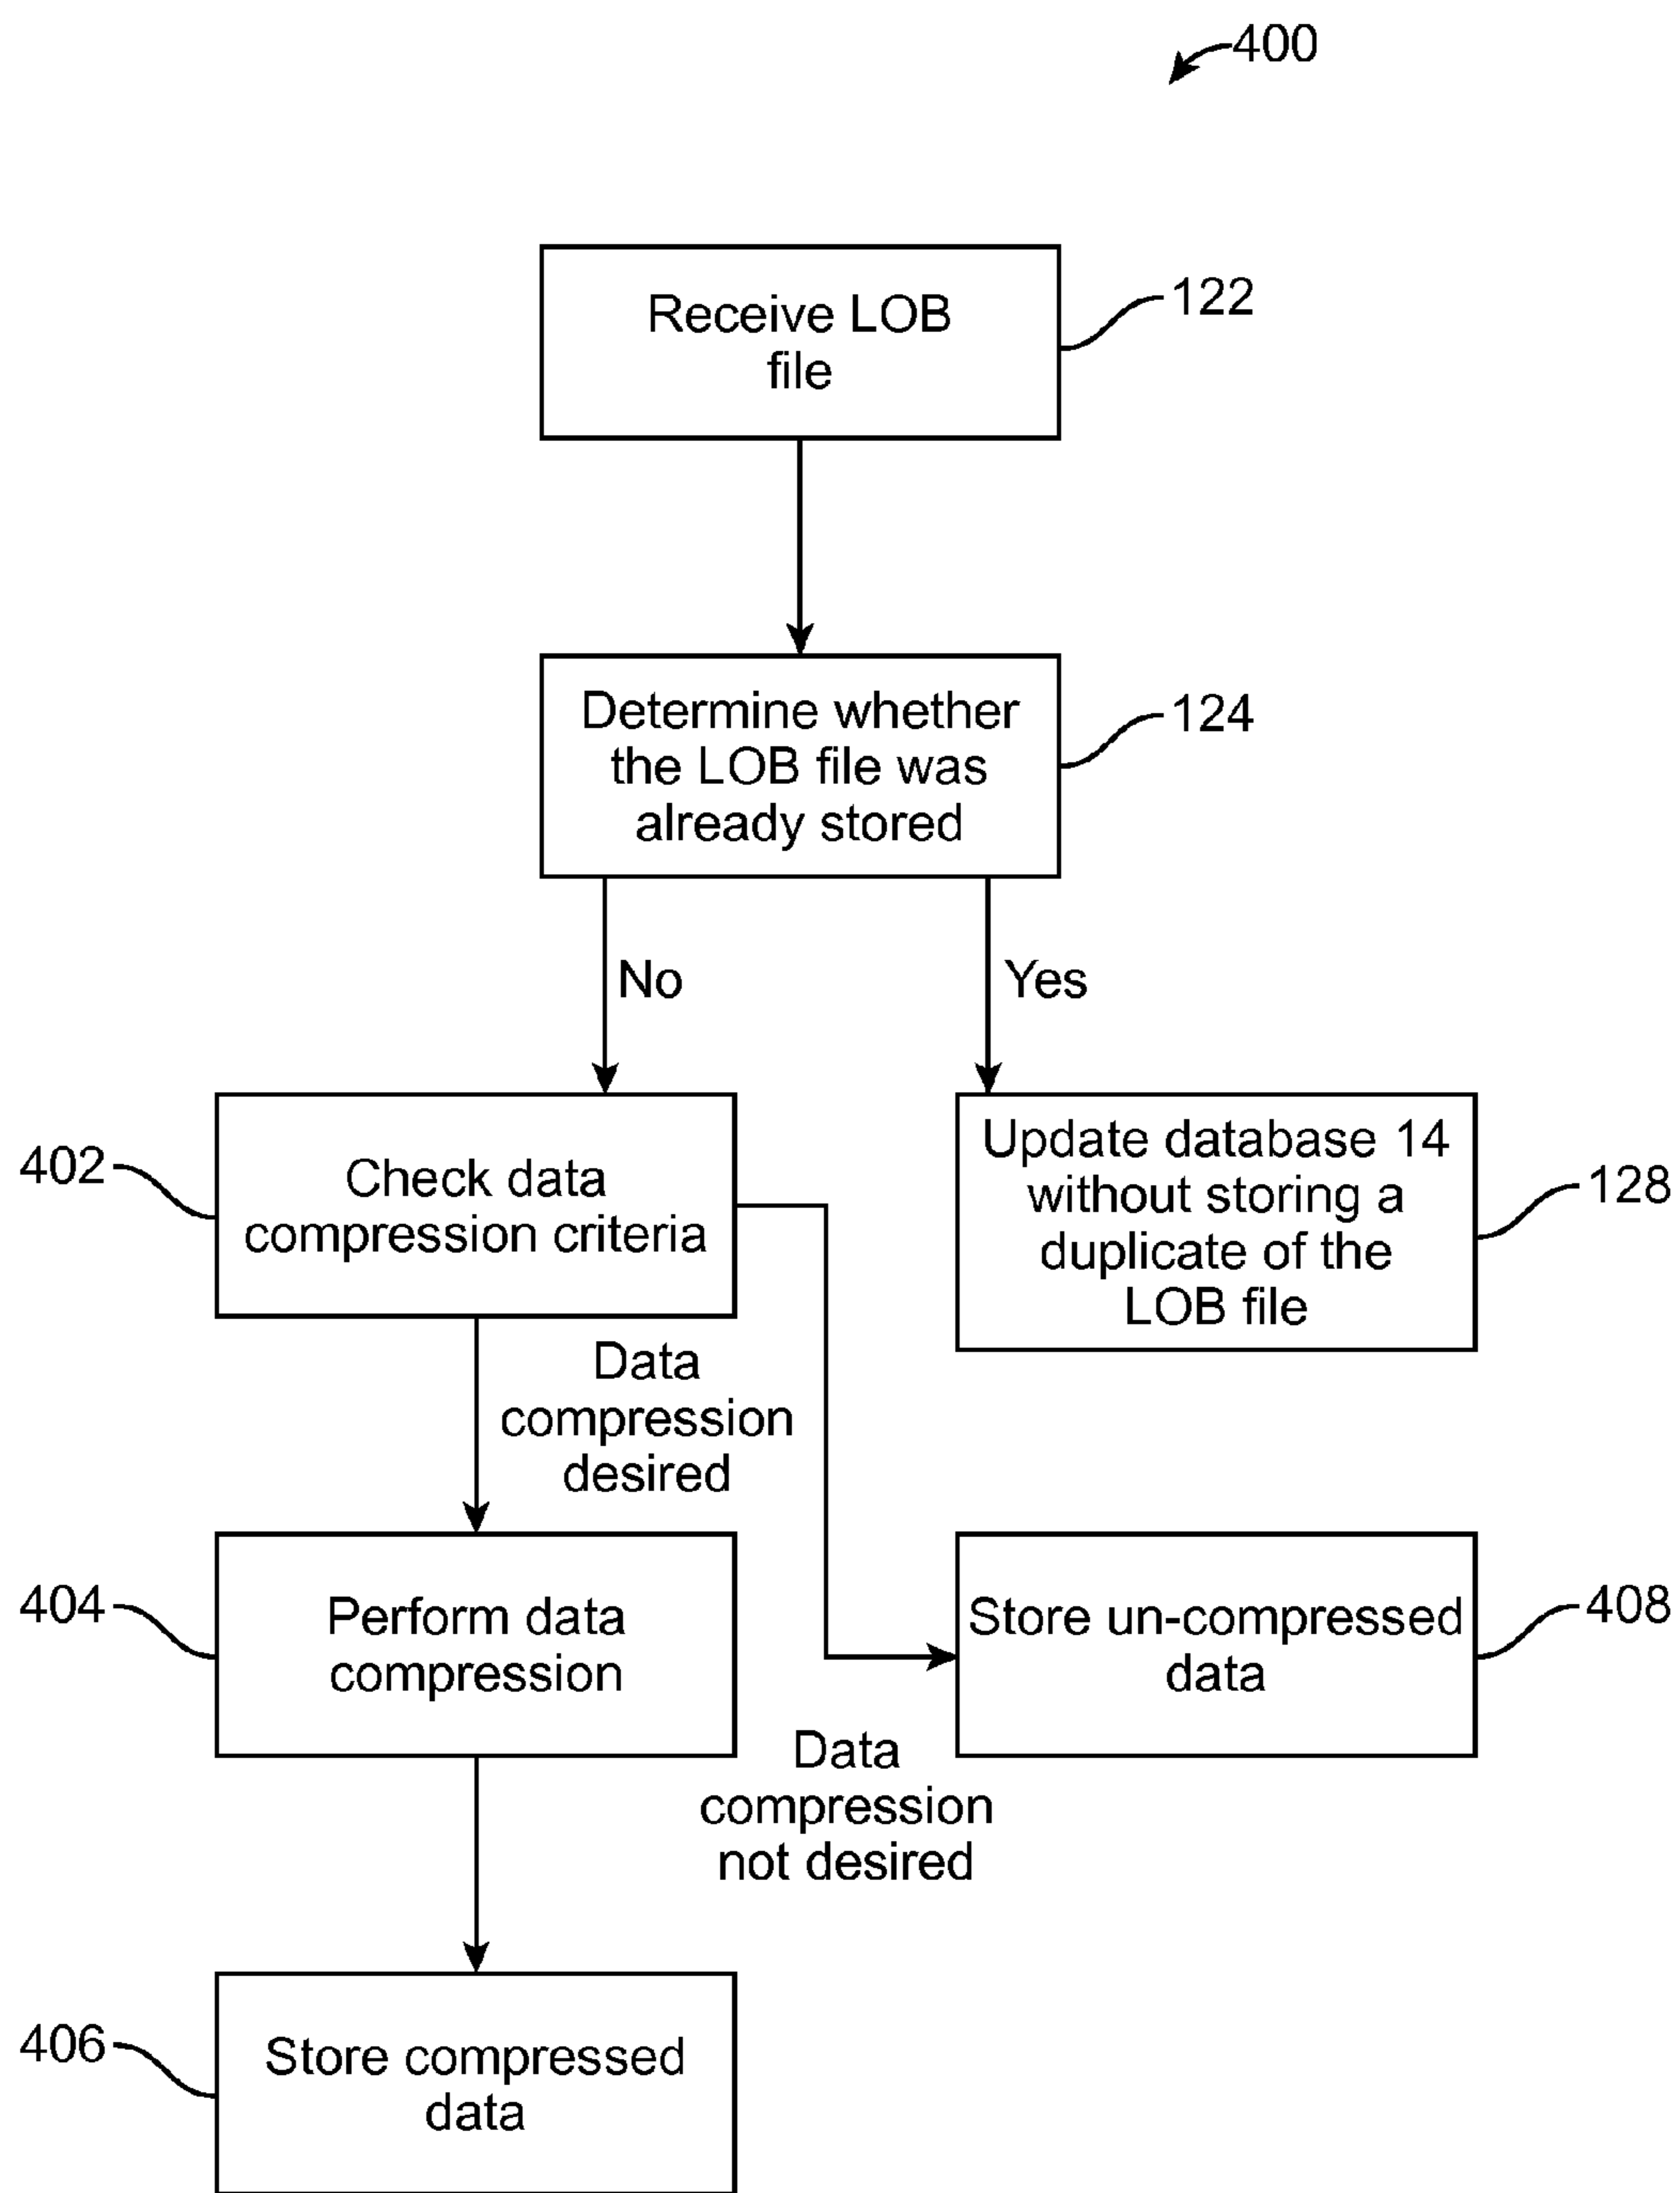 400
Receive LOB
file
122
Determine whether
the LOB file was
already stored
124
No
Yes
402
Check data
compression criteria
Update database 14
without storing a
duplicate of the
LOB file
128
Data
compression
desired
404
Perform data
compression
Store un-compressed
data
408
Data
compression
not desired
406
Store compressed
data